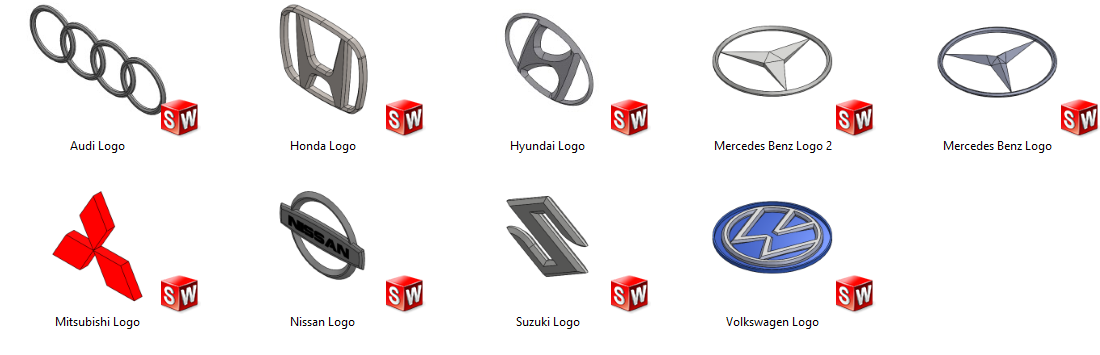 SW
SW
SW
SW
SW
Audi Logo
Honda Logo
Hyundai Logo
Mercedes Benz Logo 2
Mercedes Benz Logo
NISSAN
SW
SW
SW
SW
Mitsubishi Logo
Nissan Logo
Suzuki Logo
Volkswagen Logo